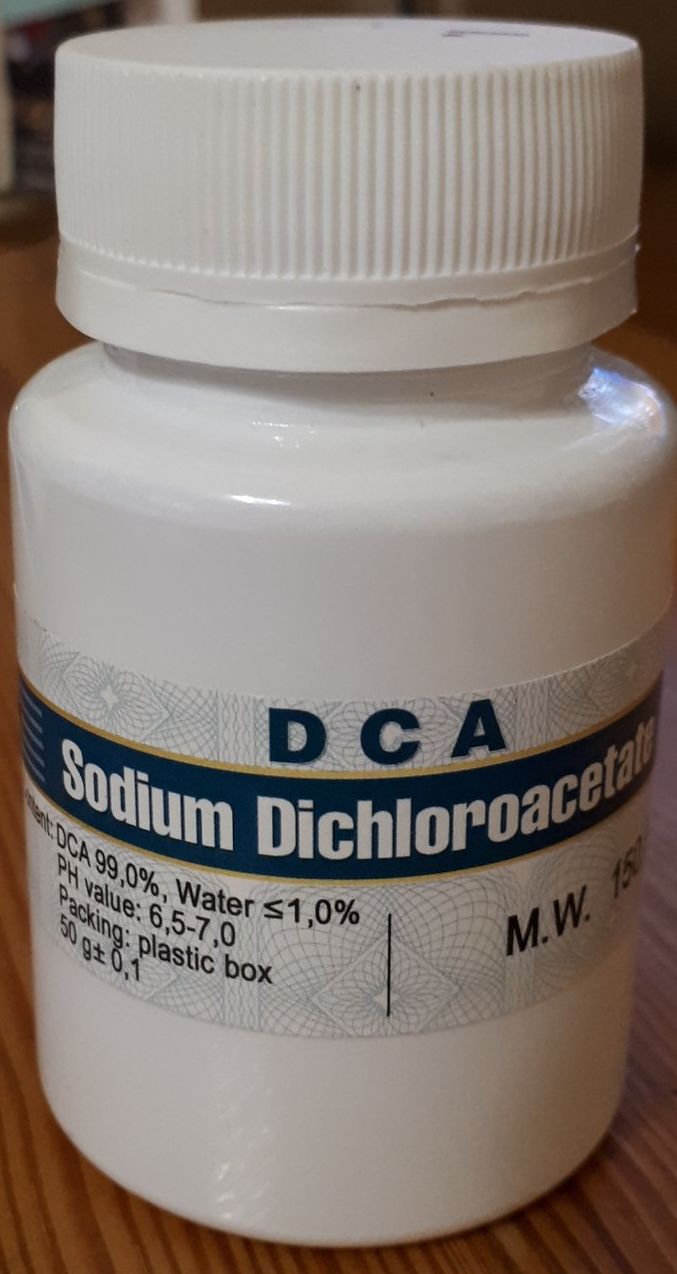 DCA
Sodium Dichloroacetate
DCA 99,0%, Water ≤1,0%
PH value: 6,5-7,0
Packing: plastic box
50 g± 0,1
M.W. 150